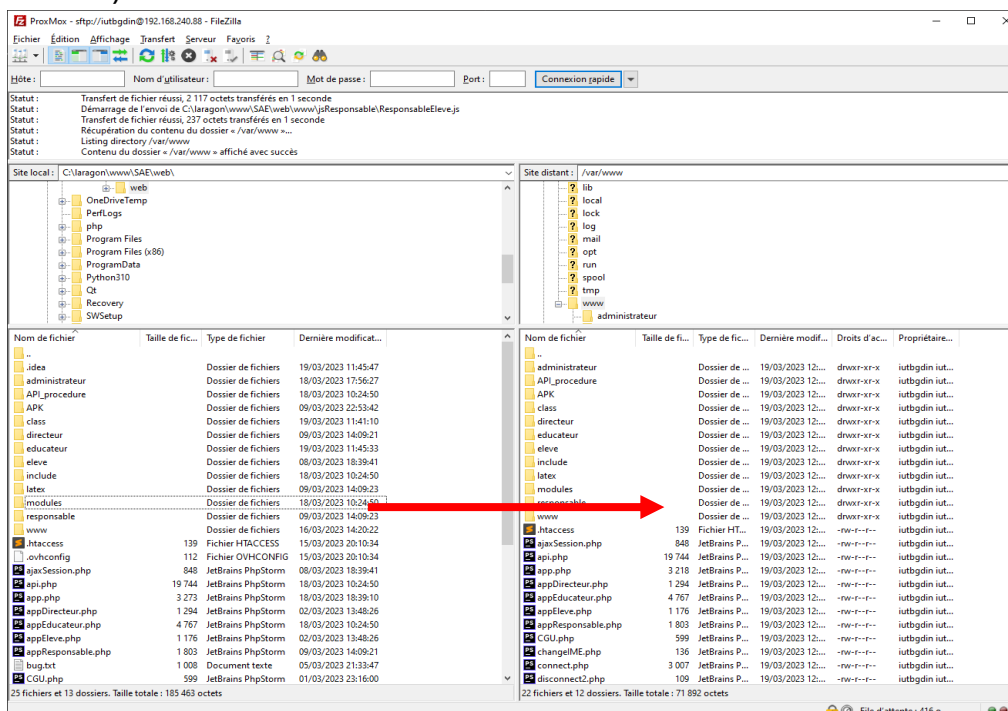 ProxMox - sftp://iutbgdin@192.168.240.88 - FileZilla
Fichier Édition Affichage Transfert Serveur Favoris ?
Hôte : Nom d'utilisateur : Mot de passe : Port : Connexion rapide
Statut : Transfert de fichier réussi, 2 117 octets transférés en 1 seconde
Statut : Démarrage de l'envoi de C:\laragon\www\SAE\web\www\jsResponsable\ResponsableEleve.js
Statut : Transfert de fichier réussi, 237 octets transférés en 1 seconde
Statut : Récupération du contenu du dossier « /var/www »...
Statut : Listing directory /var/www
Statut : Contenu du dossier « /var/www » affiché avec succès
Site local : C:\laragon\www\SAE\web\
web
OneDriveTemp
PerfLogs
php
Program Files
Program Files (x86)
ProgramData
Python310
Qt
Recovery
SWSetup
Site distant : /var/www
? lib
? local
? lock
? log
? mail
? opt
? run
? spool
? tmp
www
administrateur
Nom de fichier Taille de fic... Type de fichier Dernière modificat...
..
.idea Dossier de fichiers 19/03/2023 11:45:47
administrateur Dossier de fichiers 18/03/2023 17:56:27
API_procedure Dossier de fichiers 18/03/2023 10:24:50
APK Dossier de fichiers 09/03/2023 22:53:42
class Dossier de fichiers 19/03/2023 11:41:10
directeur Dossier de fichiers 09/03/2023 14:09:21
educateur Dossier de fichiers 19/03/2023 11:45:33
eleve Dossier de fichiers 08/03/2023 18:39:41
include Dossier de fichiers 18/03/2023 10:24:50
latex Dossier de fichiers 09/03/2023 14:09:23
modules Dossier de fichiers 18/03/2023 10:24:50
responsable Dossier de fichiers 09/03/2023 14:09:23
www Dossier de fichiers 16/03/2023 14:20:22
.htaccess 139 Fichier HTACCESS 15/03/2023 20:10:34
.ovhconfig 112 Fichier OVHCONFIG 15/03/2023 20:10:34
ajaxSession.php 848 JetBrains PhpStorm 08/03/2023 18:39:41
api.php 19 744 JetBrains PhpStorm 18/03/2023 10:24:50
app.php 3 273 JetBrains PhpStorm 18/03/2023 18:39:10
appDirecteur.php 1 294 JetBrains PhpStorm 02/03/2023 13:48:26
appEducateur.php 4 767 JetBrains PhpStorm 18/03/2023 10:24:50
appEleve.php 1 176 JetBrains PhpStorm 02/03/2023 13:48:26
appResponsable.php 1 803 JetBrains PhpStorm 09/03/2023 14:09:21
bug.txt 1 008 Document texte 05/03/2023 21:33:47
CGU.php 599 JetBrains PhpStorm 01/03/2023 23:16:00
25 fichiers et 13 dossiers. Taille totale : 185 463 octets
Nom de fichier Taille de fi... Type de fic... Dernière modif... Droits d'ac... Propriétaire...
..
administrateur Dossier de ... 19/03/2023 12:... drwxr-xr-x iutbgdin iut...
API_procedure Dossier de ... 19/03/2023 12:... drwxr-xr-x iutbgdin iut...
APK Dossier de ... 19/03/2023 12:... drwxr-xr-x iutbgdin iut...
class Dossier de ... 19/03/2023 12:... drwxr-xr-x iutbgdin iut...
directeur Dossier de ... 19/03/2023 12:... drwxr-xr-x iutbgdin iut...
educateur Dossier de ... 19/03/2023 12:... drwxr-xr-x iutbgdin iut...
eleve Dossier de ... 19/03/2023 12:... drwxr-xr-x iutbgdin iut...
include Dossier de ... 19/03/2023 12:... drwxr-xr-x iutbgdin iut...
latex Dossier de ... 19/03/2023 12:... drwxr-xr-x iutbgdin iut...
modules Dossier de ... 19/03/2023 12:... drwxr-xr-x iutbgdin iut...
responsable Dossier de ... 19/03/2023 12:... drwxr-xr-x iutbgdin iut...
www Dossier de ... 19/03/2023 12:... drwxr-xr-x iutbgdin iut...
.htaccess 139 Fichier HT... 19/03/2023 12:... -rw-r--r-- iutbgdin iut...
ajaxSession.php 848 JetBrains P... 19/03/2023 12:... -rw-r--r-- iutbgdin iut...
api.php 19 744 JetBrains P... 19/03/2023 12:... -rw-r--r-- iutbgdin iut...
app.php 3 218 JetBrains P... 19/03/2023 12:... -rw-r--r-- iutbgdin iut...
appDirecteur.php 1 294 JetBrains P... 19/03/2023 12:... -rw-r--r-- iutbgdin iut...
appEducateur.php 4 767 JetBrains P... 19/03/2023 12:... -rw-r--r-- iutbgdin iut...
appEleve.php 1 176 JetBrains P... 19/03/2023 12:... -rw-r--r-- iutbgdin iut...
appResponsable.php 1 803 JetBrains P... 19/03/2023 12:... -rw-r--r-- iutbgdin iut...
CGU.php 599 JetBrains P... 19/03/2023 12:... -rw-r--r-- iutbgdin iut...
changeIME.php 136 JetBrains P... 19/03/2023 12:... -rw-r--r-- iutbgdin iut...
connect.php 3 007 JetBrains P... 19/03/2023 12:... -rw-r--r-- iutbgdin iut...
disconnect2.php 109 JetBrains P... 19/03/2023 12:... -rw-r--r-- iutbgdin iut...
22 fichiers et 12 dossiers. Taille totale : 71 892 octets